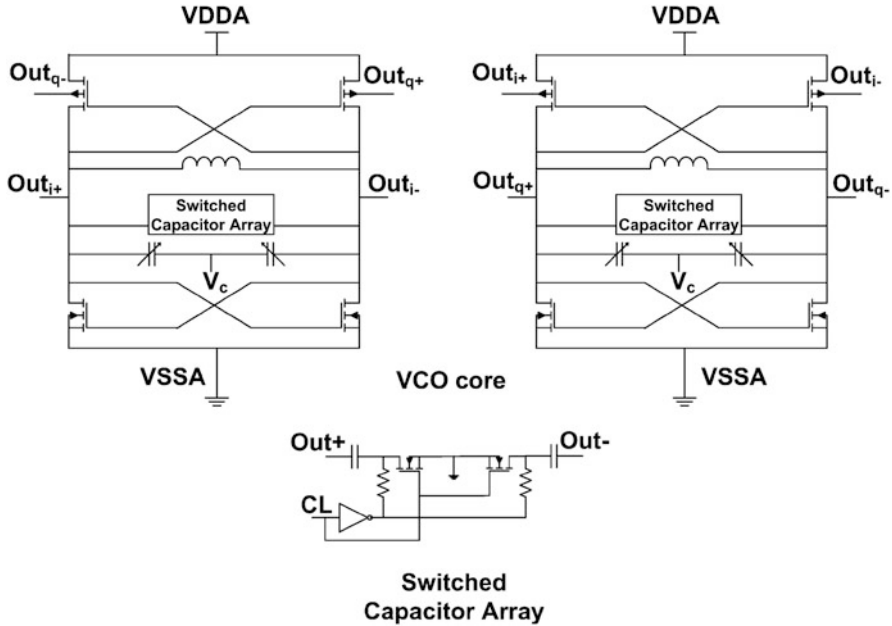 VDDA
VDDA
Outq-
Outq+
Outi+
Outi-
Outi+
Outi-
Outq+
Outq-
Switched
Capacitor Array
Switched
Capacitor Array
Vc
Vc
VSSA
VCO core
VSSA
Out+
Out-
CL
Switched
Capacitor Array